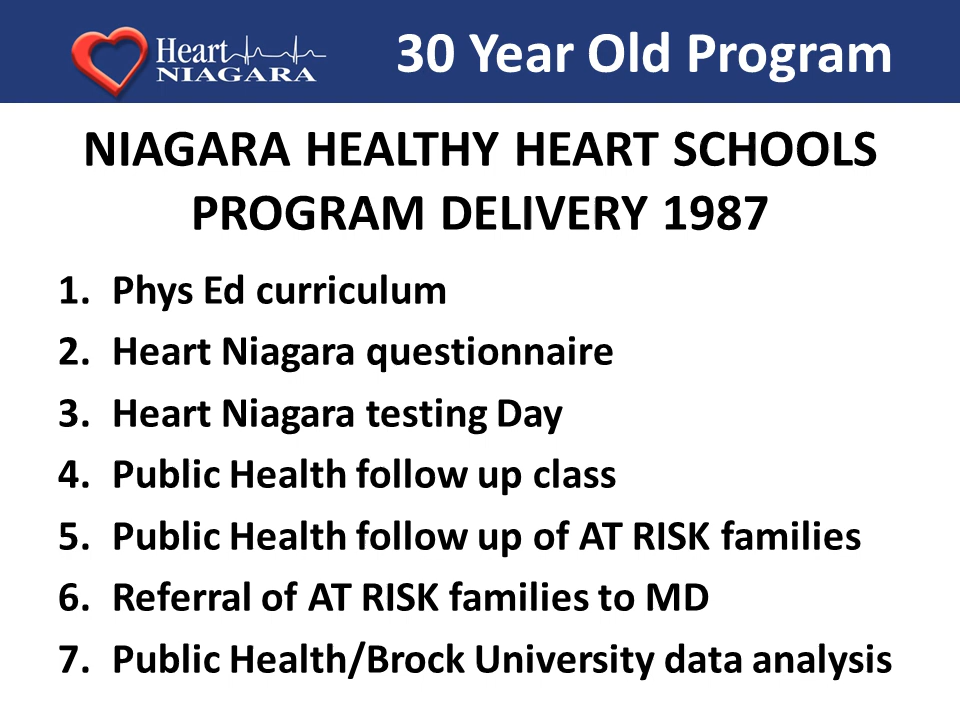 Heart
NIAGARA
30 Year Old Program
NIAGARA HEALTHY HEART SCHOOLS
PROGRAM DELIVERY 1987
1. Phys Ed curriculum
2. Heart Niagara questionnaire
3. Heart Niagara testing Day
4. Public Health follow up class
5. Public Health follow up of AT RISK families
6. Referral of AT RISK families to MD
7. Public Health/Brock University data analysis